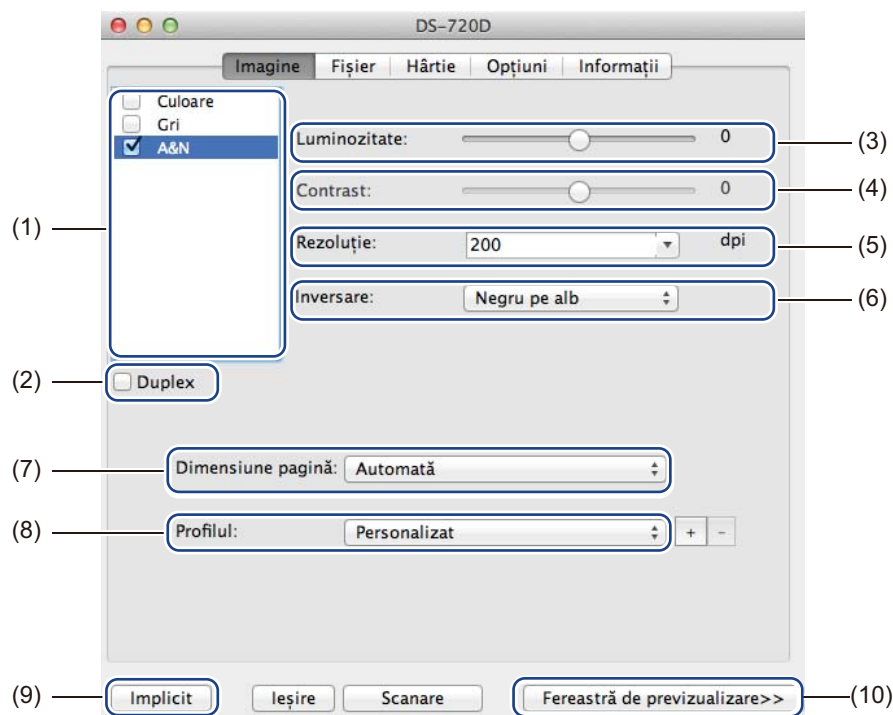 DS-720D
Imagine Fișier Hârtie Opțiuni Informații
Culoare
Gri
A&N
(1)
Luminozitate: 0 (3)
Contrast: 0 (4)
Rezoluție: 200 dpi (5)
Inversare: Negru pe alb (6)
(2) Duplex
(7) Dimensiune pagină: Automată
(8) Profilul: Personalizat + -
(9) Implicit Ieșire Scanare Fereastră de previzualizare>> (10)